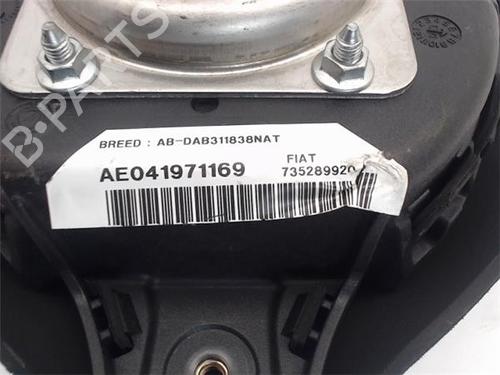 B-PARTS
BREED : AB-DAB311838NAT
AE041971169
FIAT
735289920